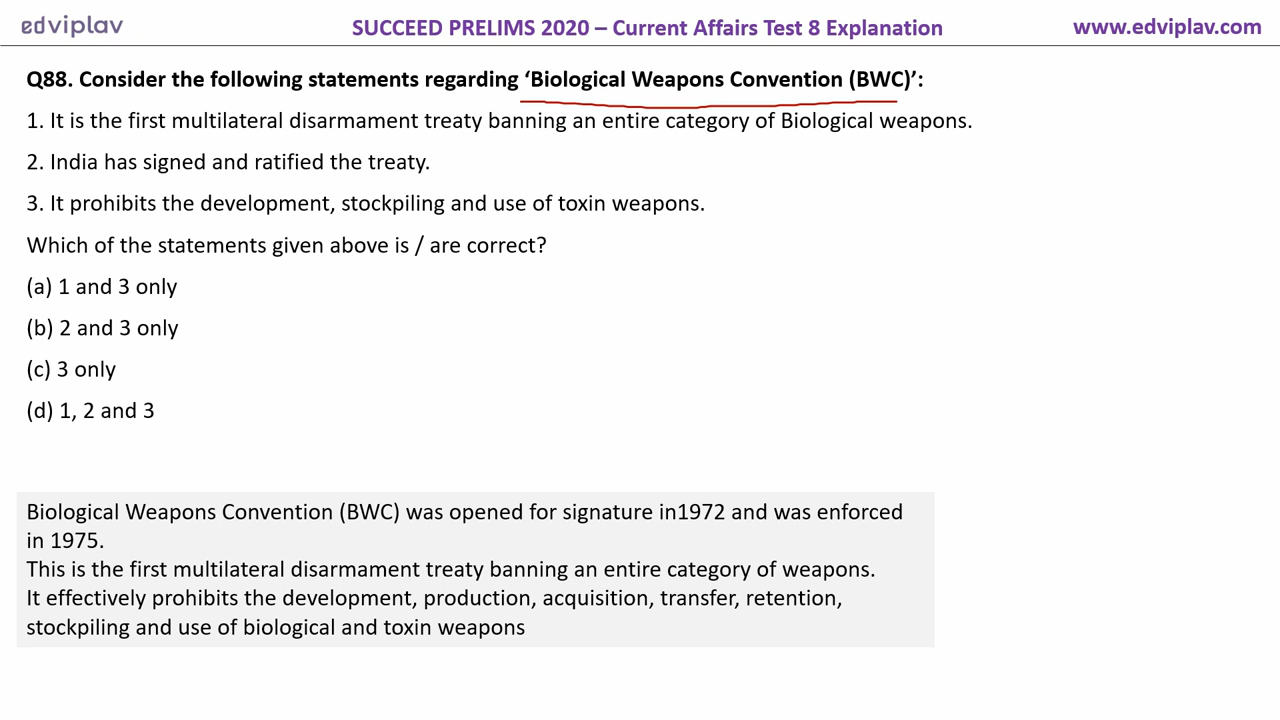 edviplav
SUCCEED PRELIMS 2020 – Current Affairs Test 8 Explanation
www.edviplav.com
Q88. Consider the following statements regarding ‘Biological Weapons Convention (BWC)’:
1. It is the first multilateral disarmament treaty banning an entire category of Biological weapons.
2. India has signed and ratified the treaty.
3. It prohibits the development, stockpiling and use of toxin weapons.
Which of the statements given above is / are correct?
(a) 1 and 3 only
(b) 2 and 3 only
(c) 3 only
(d) 1, 2 and 3
Biological Weapons Convention (BWC) was opened for signature in1972 and was enforced
in 1975.
This is the first multilateral disarmament treaty banning an entire category of weapons.
It effectively prohibits the development, production, acquisition, transfer, retention,
stockpiling and use of biological and toxin weapons